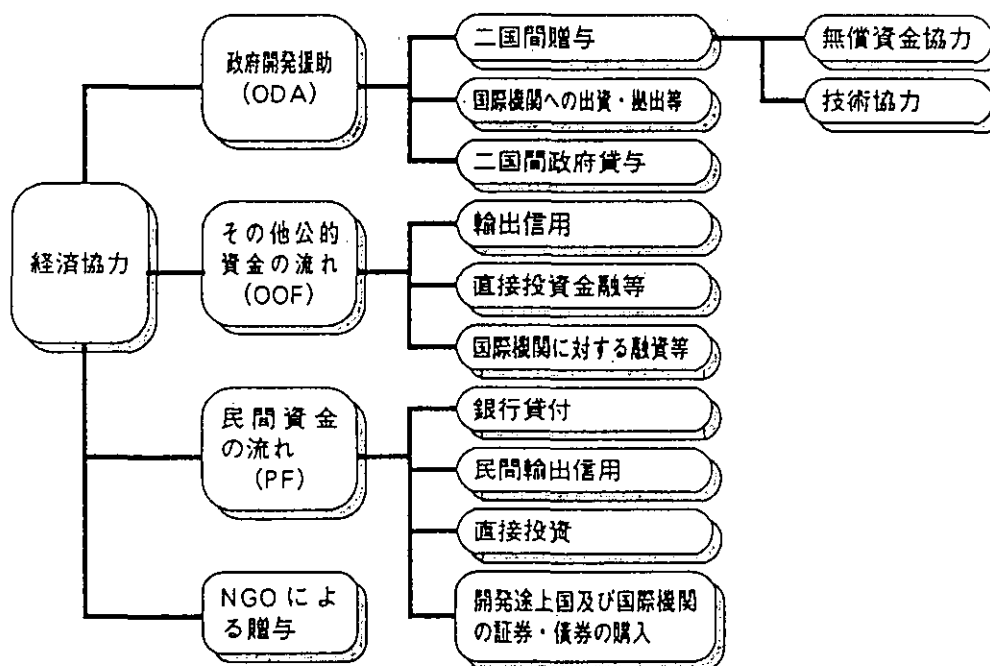 経済協力
政府開発援助
(ODA)
二国間贈与
無償資金協力
技術協力
国際機関への出資・拠出等
二国間政府貸与
その他公的
資金の流れ
(OOF)
輸出信用
直接投資金融等
国際機関に対する融資等
民間資金
の流れ
(PF)
銀行貸付
民間輸出信用
直接投資
開発途上国及び国際機関
の証券・債券の購入
NGOによ
る贈与